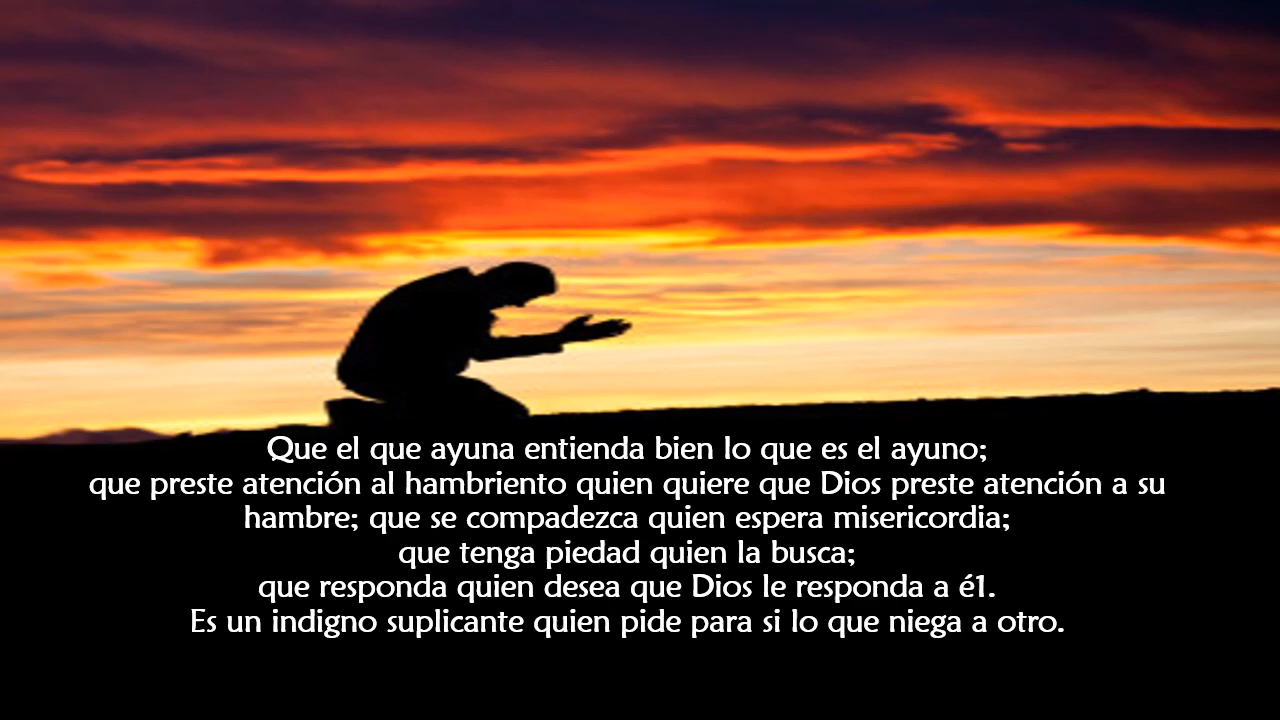 Que el que ayuna entienda bien lo que es el ayuno;
que preste atención al hambriento quien quiere que Dios preste atención a su
hambre; que se compadezca quien espera misericordia;
que tenga piedad quien la busca;
que responda quien desea que Dios le responda a é1.
Es un indigno suplicante quien pide para si lo que niega a otro.